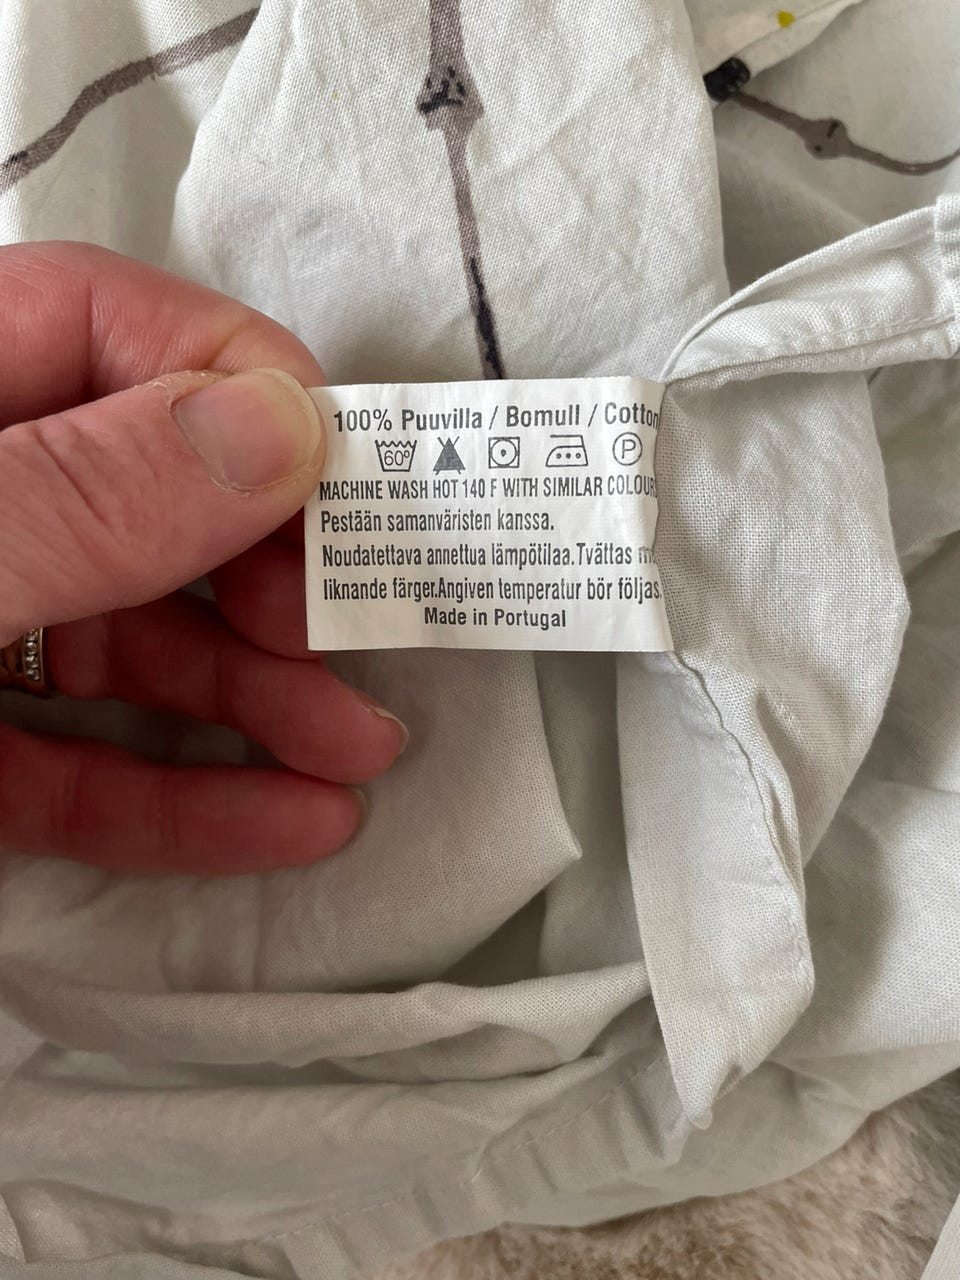 100% Puuvilla / Bomull / Cotton
60° P
MACHINE WASH HOT 140 F WITH SIMILAR COLOURS
Pestään samanväristen kanssa.
Noudatettava annettua lämpötilaa.Tvättas
liknande färger.Angiven temperatur bör följas.
Made in Portugal